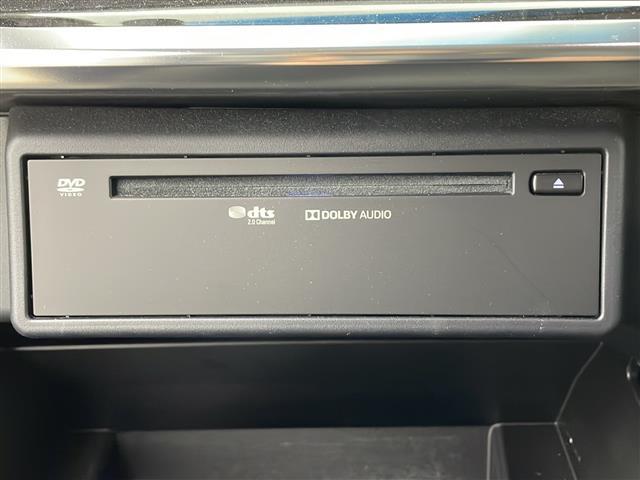 DVD
VIDEO
dts
2.0 Channel
DOLBY AUDIO